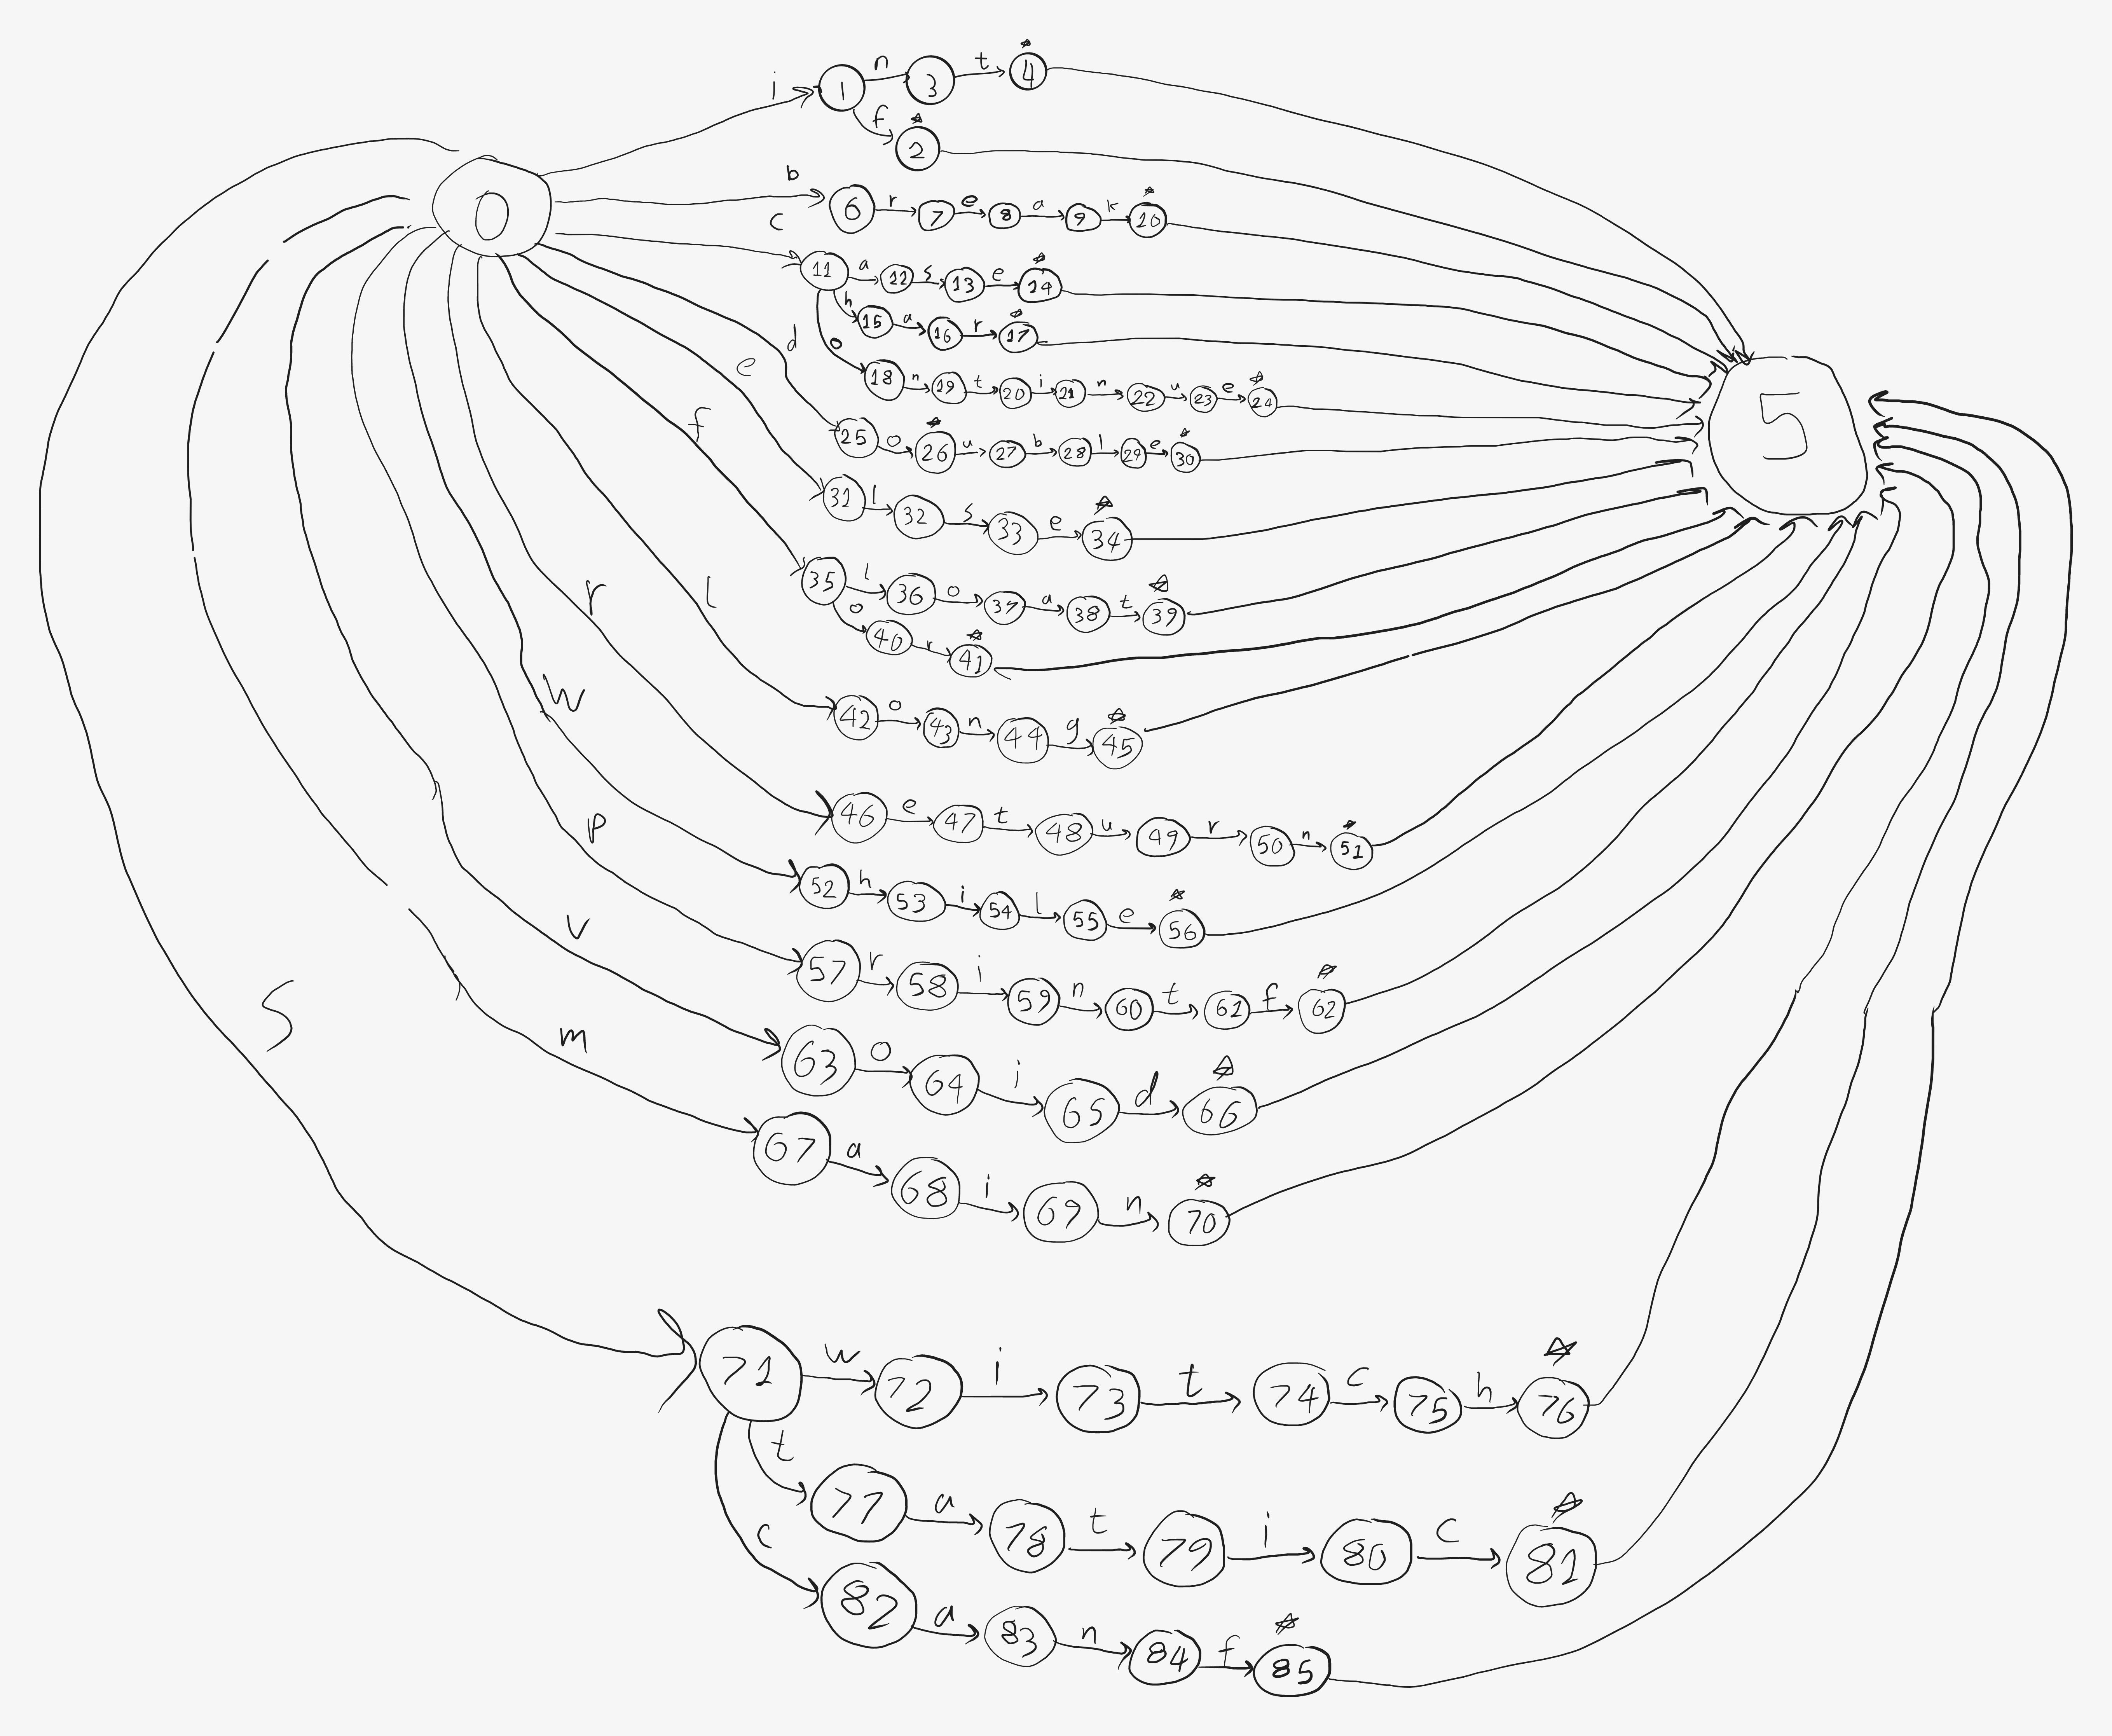 i 1 n 3 t 4
f 2
0
b 6 r 7 e 8 a 9 k 10
c 11 a 12 s 13 e 14
h 15 a 16 r 17
o 18 n 19 t 20 i 21 n 22 u 23 e 24
5
d 25 o 26 u 27 b 28 l 29 e 30
e 31 l 32 s 33 e 34
f 35 l 36 o 37 a 38 t 39
o 40 r 41
l 42 o 43 n 44 g 45
r 46 e 47 t 48 u 49 r 50 n 51
w 52 h 53 i 54 l 55 e 56
p 57 r 58 i 59 n 60 t 61 f 62
v 63 o 64 i 65 d 66
m 67 a 68 i 69 n 70
s 71 w 72 i 73 t 74 c 75 h 76
t 77 a 78 t 79 i 80 c 81
c 82 a 83 n 84 f 85